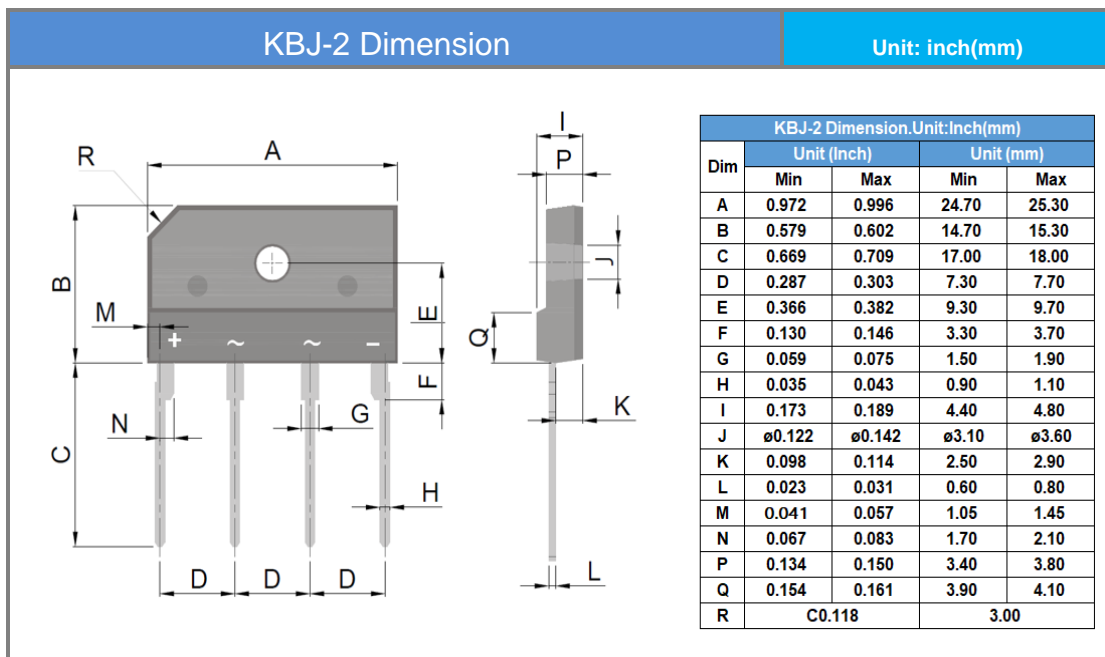 KBJ-2 Dimension
Unit: inch(mm)
R
A
B
M
E
+ ~ ~ -
F
N
G
C
H
D D D
I
P
J
Q
K
L
KBJ-2 Dimension.Unit:Inch(mm)
Dim Unit (Inch) Unit (mm)
Min Max Min Max
A 0.972 0.996 24.70 25.30
B 0.579 0.602 14.70 15.30
C 0.669 0.709 17.00 18.00
D 0.287 0.303 7.30 7.70
E 0.366 0.382 9.30 9.70
F 0.130 0.146 3.30 3.70
G 0.059 0.075 1.50 1.90
H 0.035 0.043 0.90 1.10
I 0.173 0.189 4.40 4.80
J ø0.122 ø0.142 ø3.10 ø3.60
K 0.098 0.114 2.50 2.90
L 0.023 0.031 0.60 0.80
M 0.041 0.057 1.05 1.45
N 0.067 0.083 1.70 2.10
P 0.134 0.150 3.40 3.80
Q 0.154 0.161 3.90 4.10
R C0.118 3.00